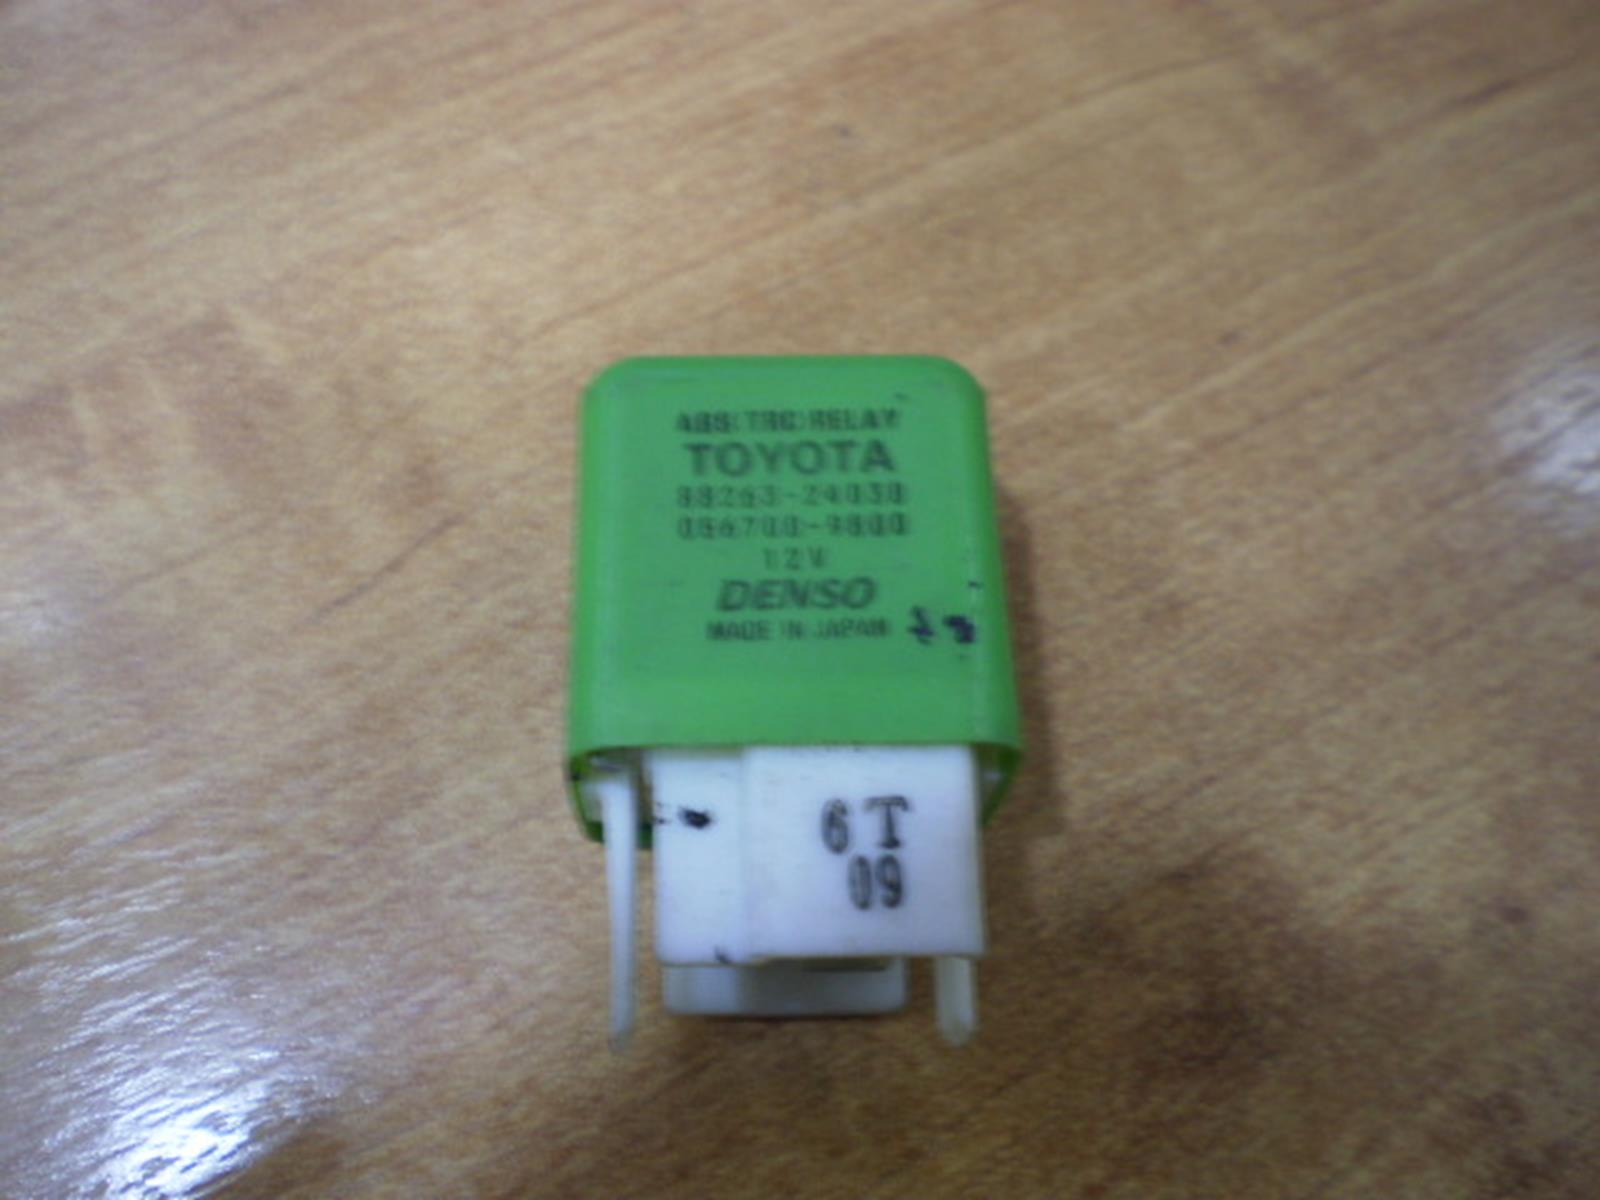 ABS(TRC)RELAY
TOYOTA
88263-24030
056700-9800
12V
DENSO
MADE IN JAPAN
6T
09